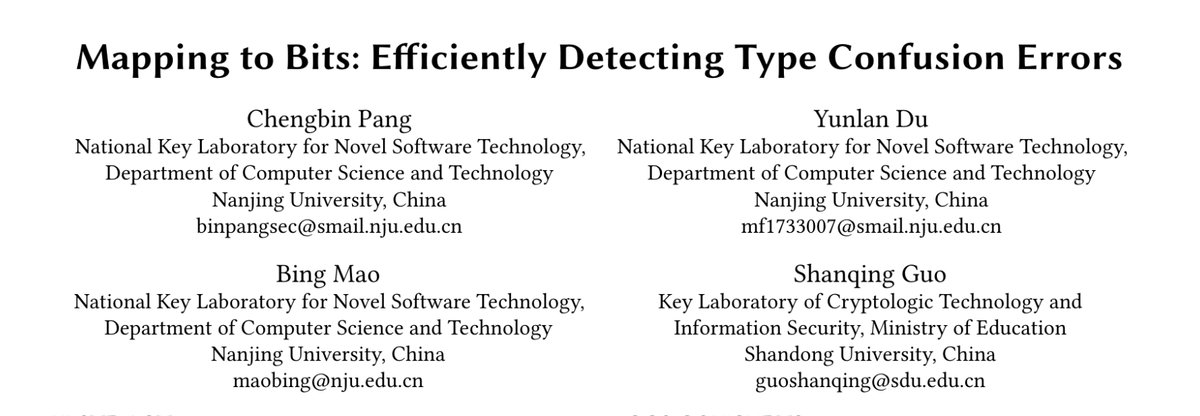 Mapping to Bits: Efficiently Detecting Type Confusion Errors
Chengbin Pang
National Key Laboratory for Novel Software Technology,
Department of Computer Science and Technology
Nanjing University, China
binpangsec@smail.nju.edu.cn
Yunlan Du
National Key Laboratory for Novel Software Technology,
Department of Computer Science and Technology
Nanjing University, China
mf1733007@smail.nju.edu.cn
Bing Mao
National Key Laboratory for Novel Software Technology,
Department of Computer Science and Technology
Nanjing University, China
maobing@nju.edu.cn
Shanqing Guo
Key Laboratory of Cryptologic Technology and
Information Security, Ministry of Education
Shandong University, China
guoshanqing@sdu.edu.cn